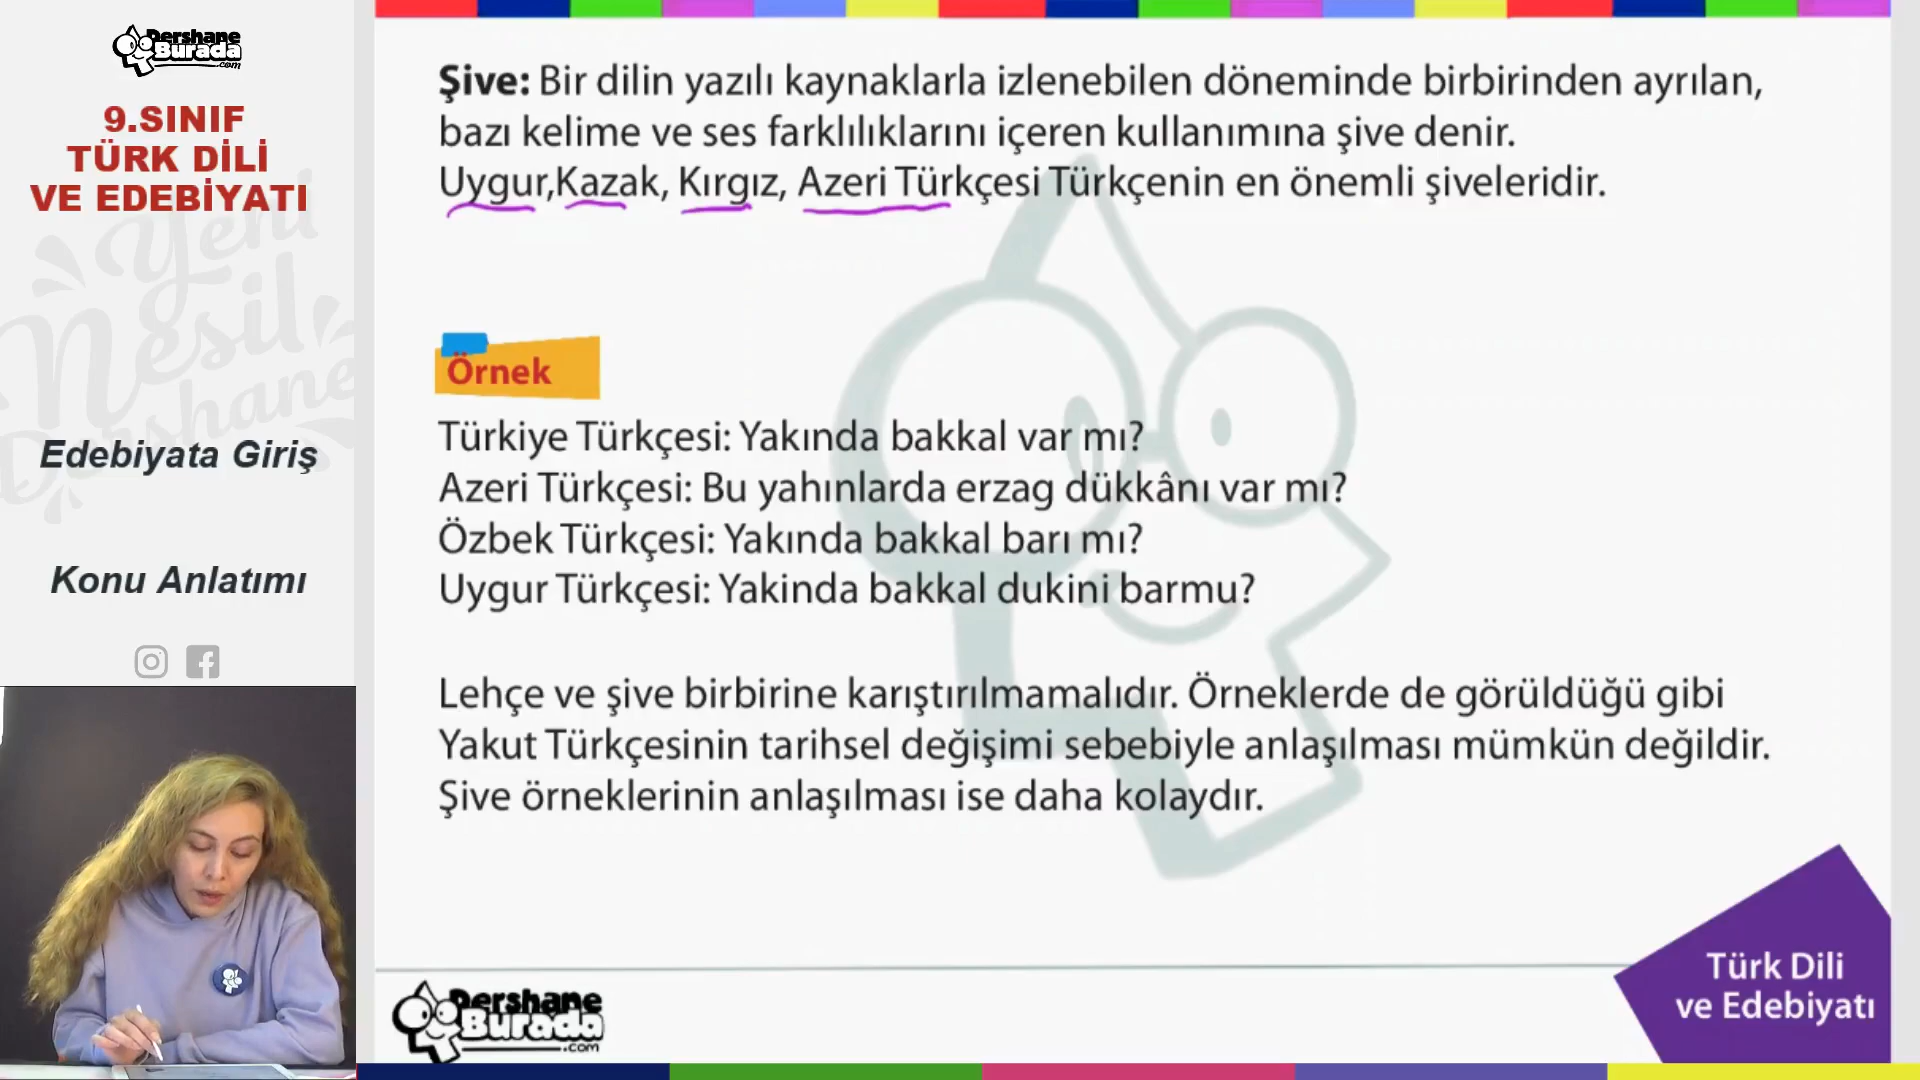 Dershane
Burada
.com
9.SINIF
TÜRK DİLİ
VE EDEBİYATI
Yeni
Nesil
Dershane
Edebiyata Giriş
Konu Anlatımı
Şive: Bir dilin yazılı kaynaklarla izlenebilen döneminde birbirinden ayrılan,
bazı kelime ve ses farklılıklarını içeren kullanımına şive denir.
Uygur,Kazak, Kırgız, Azeri Türkçesi Türkçenin en önemli şiveleridir.
Örnek
Türkiye Türkçesi: Yakında bakkal var mı?
Azeri Türkçesi: Bu yahınlarda erzag dükkânı var mı?
Özbek Türkçesi: Yakında bakkal barı mı?
Uygur Türkçesi: Yakinda bakkal dukini barmu?
Lehçe ve şive birbirine karıştırılmamalıdır. Örneklerde de görüldüğü gibi
Yakut Türkçesinin tarihsel değişimi sebebiyle anlaşılması mümkün değildir.
Şive örneklerinin anlaşılması ise daha kolaydır.
Dershane
Burada
.com
Türk Dili
ve Edebiyatı